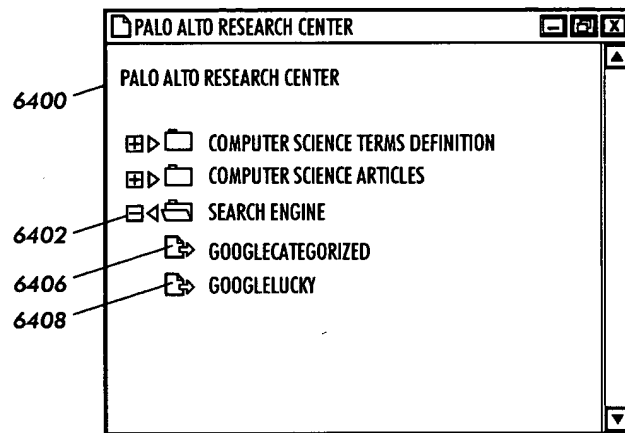 PALO ALTO RESEARCH CENTER
PALO ALTO RESEARCH CENTER
6400
COMPUTER SCIENCE TERMS DEFINITION
COMPUTER SCIENCE ARTICLES
SEARCH ENGINE
6402
GOOGLECATEGORIZED
6406
GOOGLELUCKY
6408